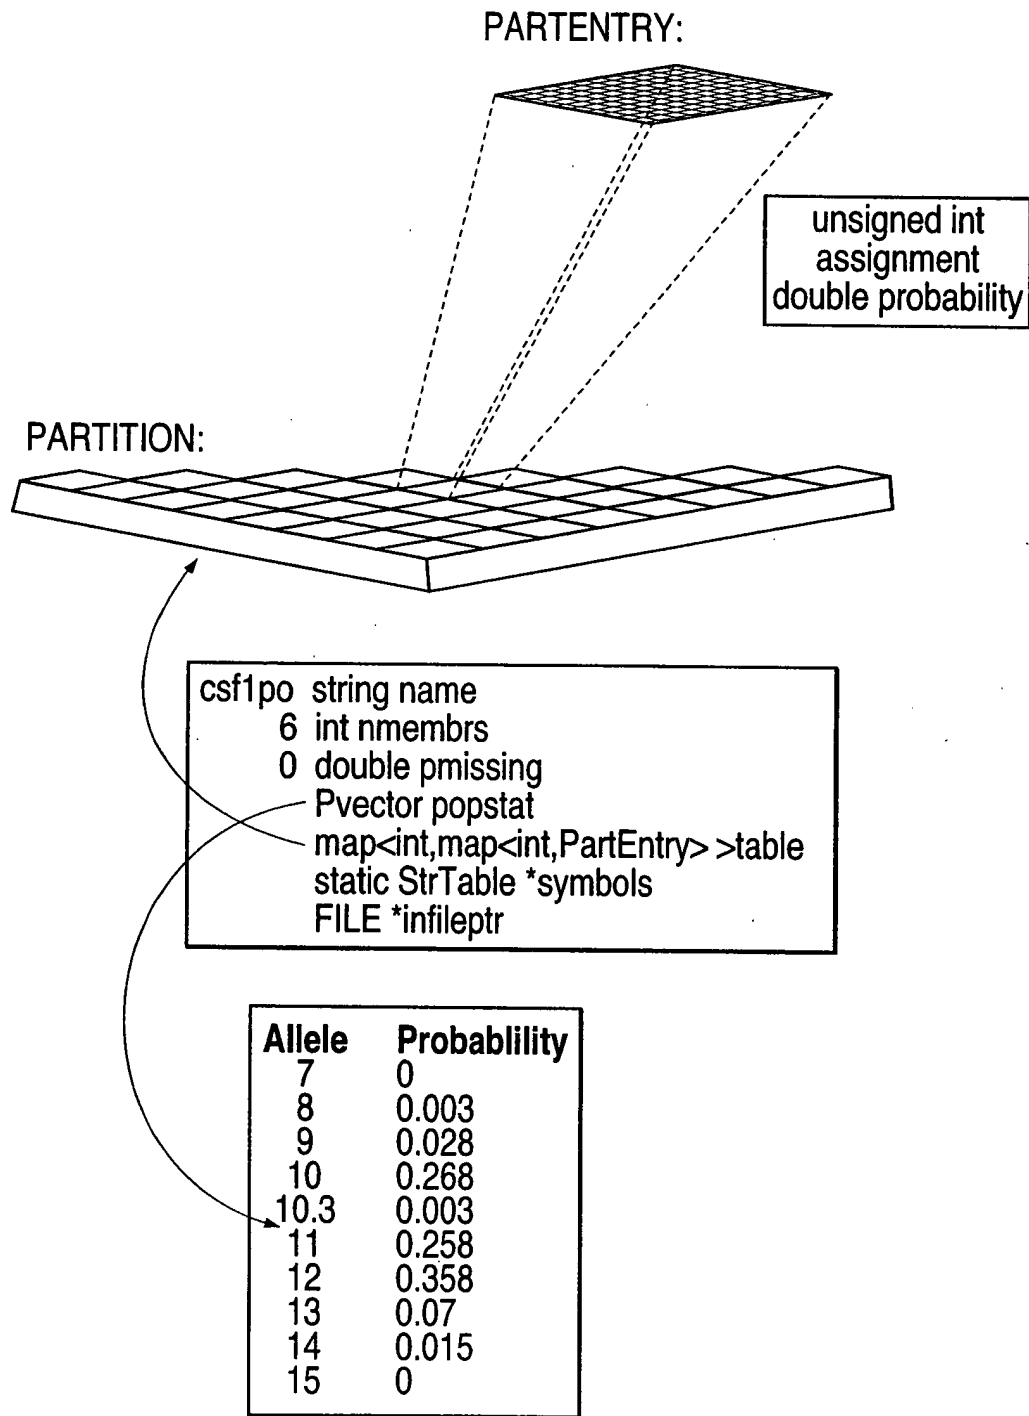 PARTENTRY:
unsigned int
assignment
double probability
PARTITION:
csf1po string name
6 int nmembrs
0 double pmissing
Pvector popstat
map<int,map<int,PartEntry> >table
static StrTable *symbols
FILE *infileptr
Allele Probablility
7 0
8 0.003
9 0.028
10 0.268
10.3 0.003
11 0.258
12 0.358
13 0.07
14 0.015
15 0